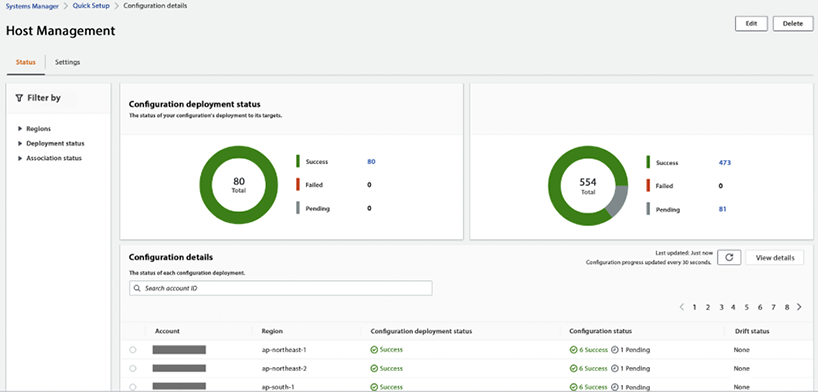 Systems Manager > Quick Setup > Configuration details
Host Management
Edit
Delete
Status
Settings
Filter by
Regions
Deployment status
Association status
Configuration deployment status
The status of your configuration's deployment to its targets.
80
Total
Success 80
Failed 0
Pending 0
554
Total
Success 473
Failed 0
Pending 81
Configuration details
The status of each configuration deployment.
Last updated: Just now
Configuration progress updated every 30 seconds.
View details
Search account ID
< 1 2 3 4 5 6 7 8 >
Account Region Configuration deployment status Configuration status Drift status
ap-northeast-1 Success 6 Success 1 Pending None
ap-northeast-2 Success 6 Success 1 Pending None
ap-south-1 Success 6 Success 1 Pending None